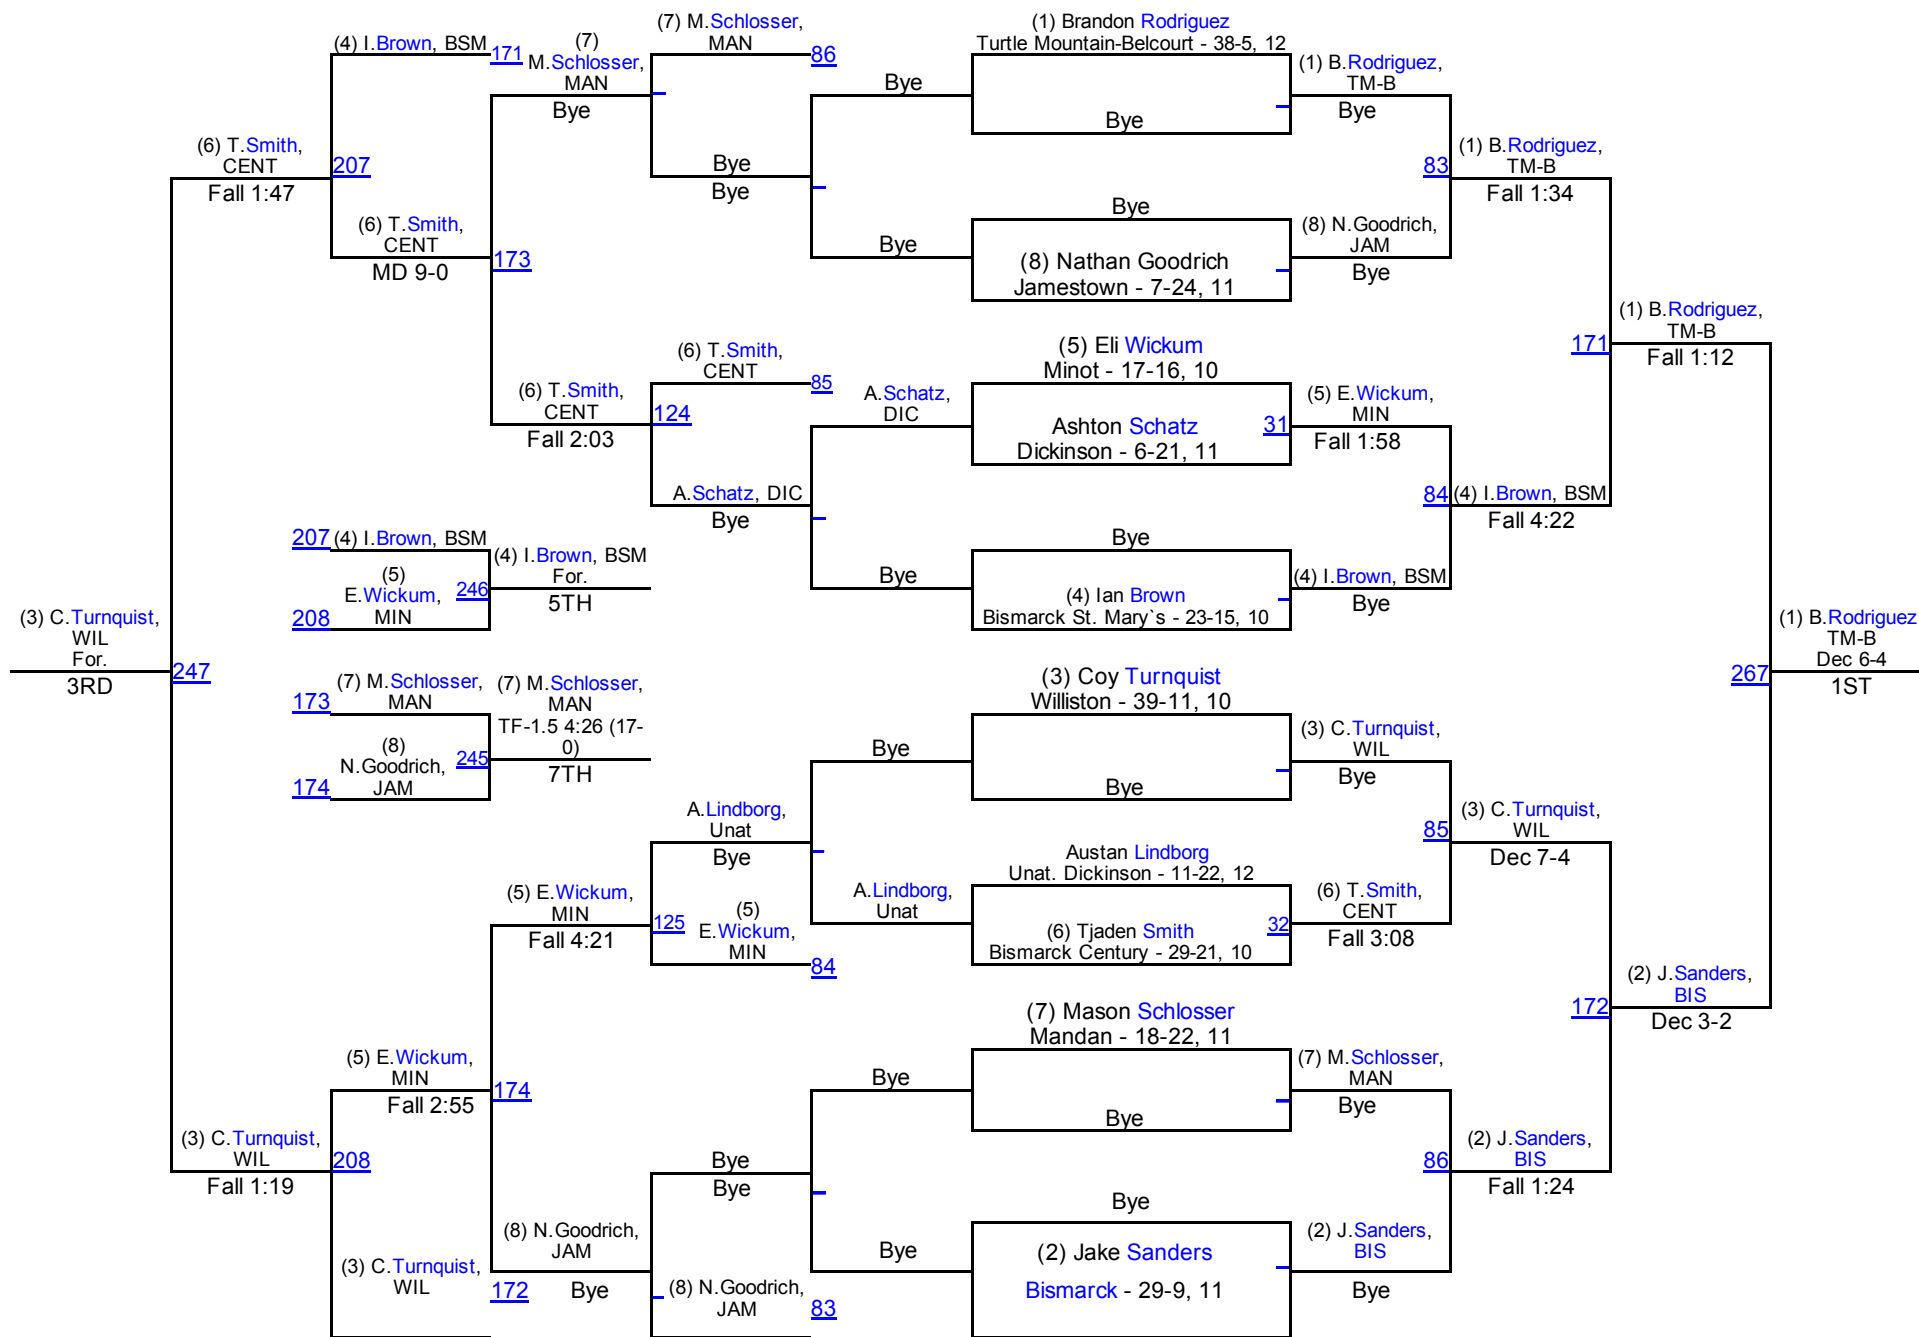 (4) I.Brown, BSM
171
(7)
M.Schlosser,
MAN
Bye
(7) M.Schlosser,
MAN
86
Bye
(1) Brandon Rodriguez
Turtle Mountain-Belcourt - 38-5, 12
Bye
(1) B.Rodriguez,
TM-B
Bye
(6) T.Smith,
CENT
Fall 1:47
207
Bye
Bye
83
(1) B.Rodriguez,
TM-B
Fall 1:34
(6) T.Smith,
CENT
MD 9-0
173
Bye
Bye
(8) Nathan Goodrich
Jamestown - 7-24, 11
(8) N.Goodrich,
JAM
Bye
(6) T.Smith,
CENT
Fall 2:03
124
(6) T.Smith,
CENT
85
A.Schatz,
DIC
(5) Eli Wickum
Minot - 17-16, 10
Ashton Schatz
Dickinson - 6-21, 11
31
(5) E.Wickum,
MIN
Fall 1:58
171
(1) B.Rodriguez,
TM-B
Fall 1:12
A.Schatz, DIC
Bye
84
(4) I.Brown, BSM
Fall 4:22
Bye
Bye
(4) Ian Brown
Bismarck St. Mary`s - 23-15, 10
(4) I.Brown, BSM
Bye
207
(4) I.Brown, BSM
(5)
E.Wickum,
MIN
208
246
(4) I.Brown, BSM
For.
5TH
(3) C.Turnquist,
WIL
For.
3RD
247
173
(7) M.Schlosser,
MAN
(8)
N.Goodrich,
JAM
174
245
(7) M.Schlosser,
MAN
TF-1.5 4:26 (17-
0)
7TH
267
(1) B.Rodriguez
TM-B
Dec 6-4
1ST
(3) Coy Turnquist
Williston - 39-11, 10
Bye
Bye
(3) C.Turnquist,
WIL
Bye
A.Lindborg,
Unat
Bye
85
(3) C.Turnquist,
WIL
Dec 7-4
(5) E.Wickum,
MIN
Fall 4:21
125
(5)
E.Wickum,
MIN
84
A.Lindborg,
Unat
Austan Lindborg
Unat. Dickinson - 11-22, 12
(6) Tjaden Smith
Bismarck Century - 29-21, 10
32
(6) T.Smith,
CENT
Fall 3:08
172
(2) J.Sanders,
BIS
Dec 3-2
(5) E.Wickum,
MIN
Fall 2:55
174
Bye
(7) Mason Schlosser
Mandan - 18-22, 11
Bye
(7) M.Schlosser,
MAN
Bye
(3) C.Turnquist,
WIL
Fall 1:19
208
Bye
Bye
86
(2) J.Sanders,
BIS
Fall 1:24
(3) C.Turnquist,
WIL
172
(8) N.Goodrich,
JAM
Bye
(8) N.Goodrich,
JAM
83
Bye
Bye
(2) Jake Sanders
Bismarck - 29-9, 11
(2) J.Sanders,
BIS
Bye